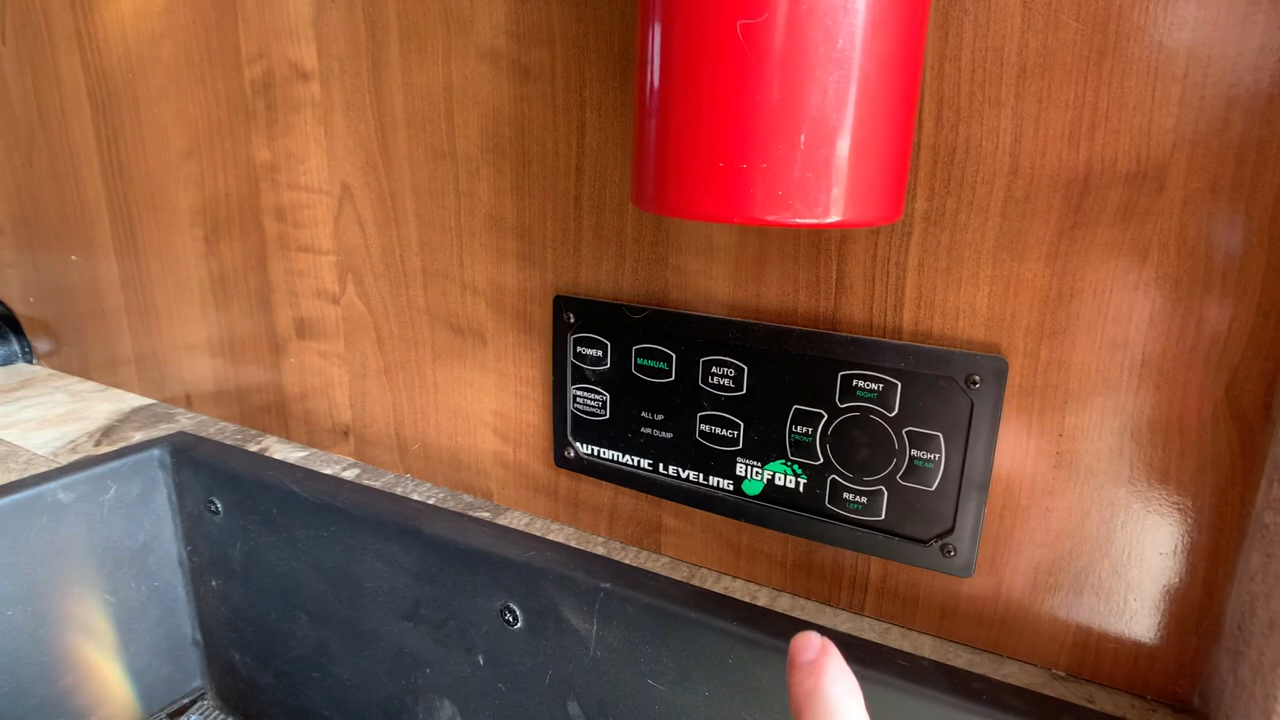 POWER
MANUAL
AUTO
LEVEL
EMERGENCY
RETRACT
PRESS/HOLD
ALL UP
AIR DUMP
RETRACT
AUTOMATIC LEVELING
QUADRA
BIGFOOT
FRONT
RIGHT
LEFT
FRONT
RIGHT
REAR
REAR
LEFT